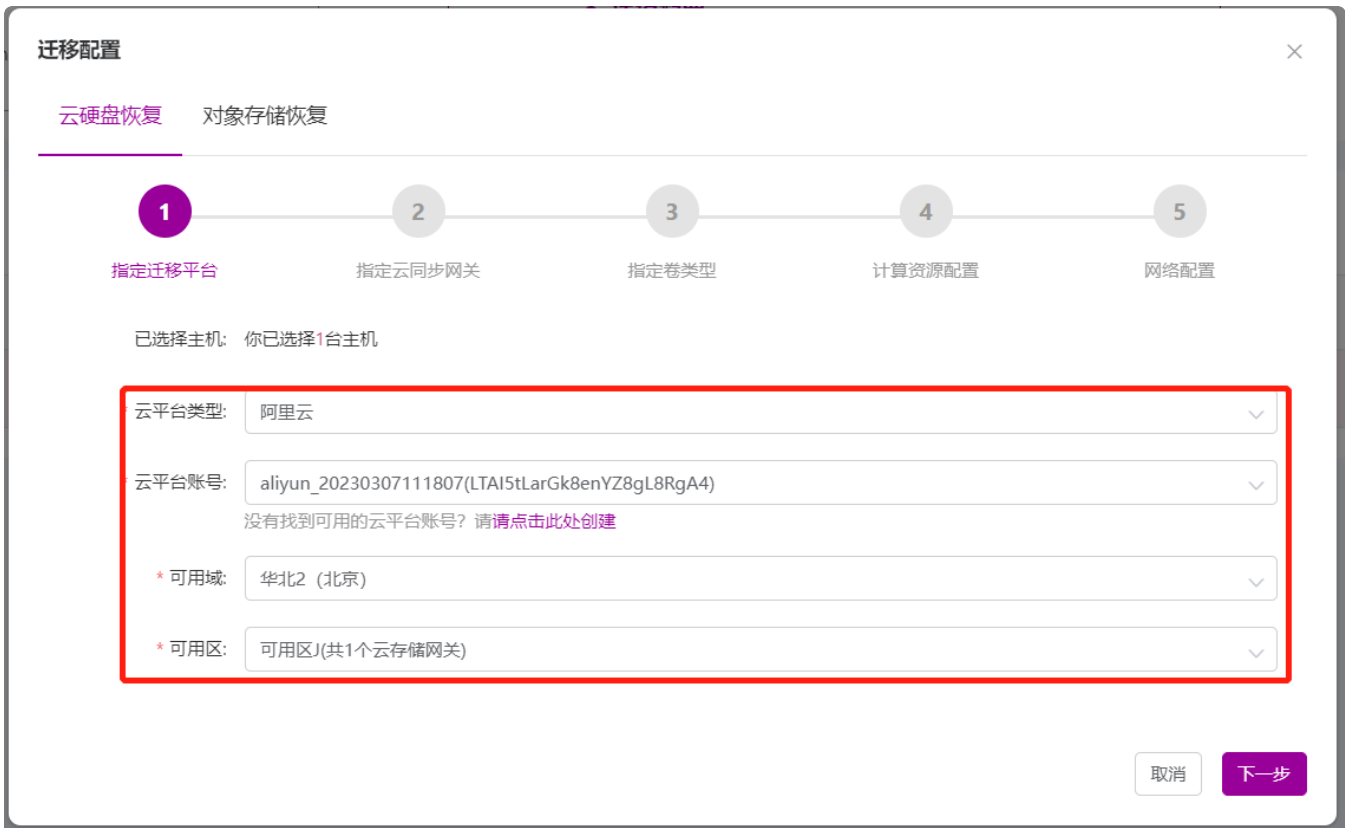 迁移配置
云硬盘恢复 对象存储恢复
1 2 3 4 5
指定迁移平台 指定云同步网关 指定卷类型 计算资源配置 网络配置
已选择主机: 你已选择1台主机
* 云平台类型: 阿里云
* 云平台账号: aliyun_20230307111807(LTAI5tLarGk8enYZ8gL8RgA4)
没有找到可用的云平台账号？请请点击此处创建
* 可用域: 华北2（北京）
* 可用区: 可用区J(共1个云存储网关)
取消 下一步